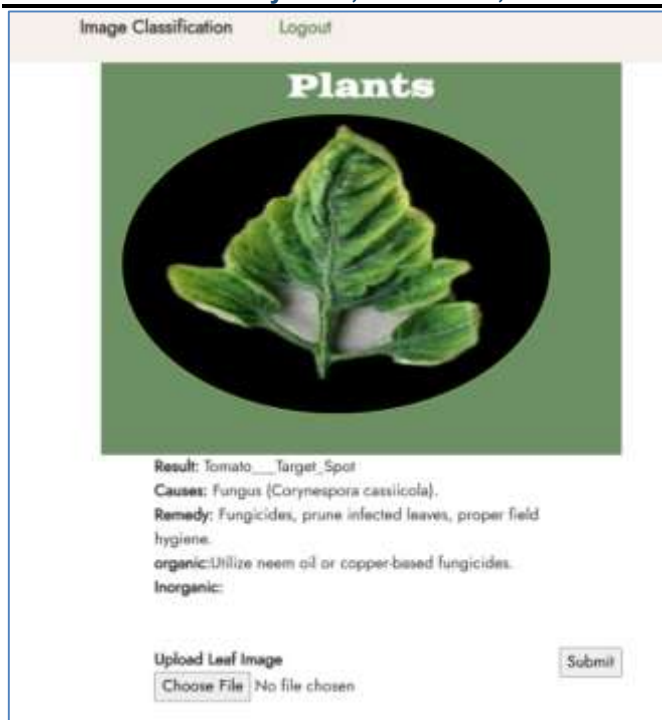 Image Classification Logout
Plants
Result: Tomato___Target_Spot
Causes: Fungus (Corynespora cassiicola).
Remedy: Fungicides, prune infected leaves, proper field
hygiene.
organic:Utilize neem oil or copper-based fungicides.
Inorganic:
Upload Leaf Image
Submit
Choose File No file chosen